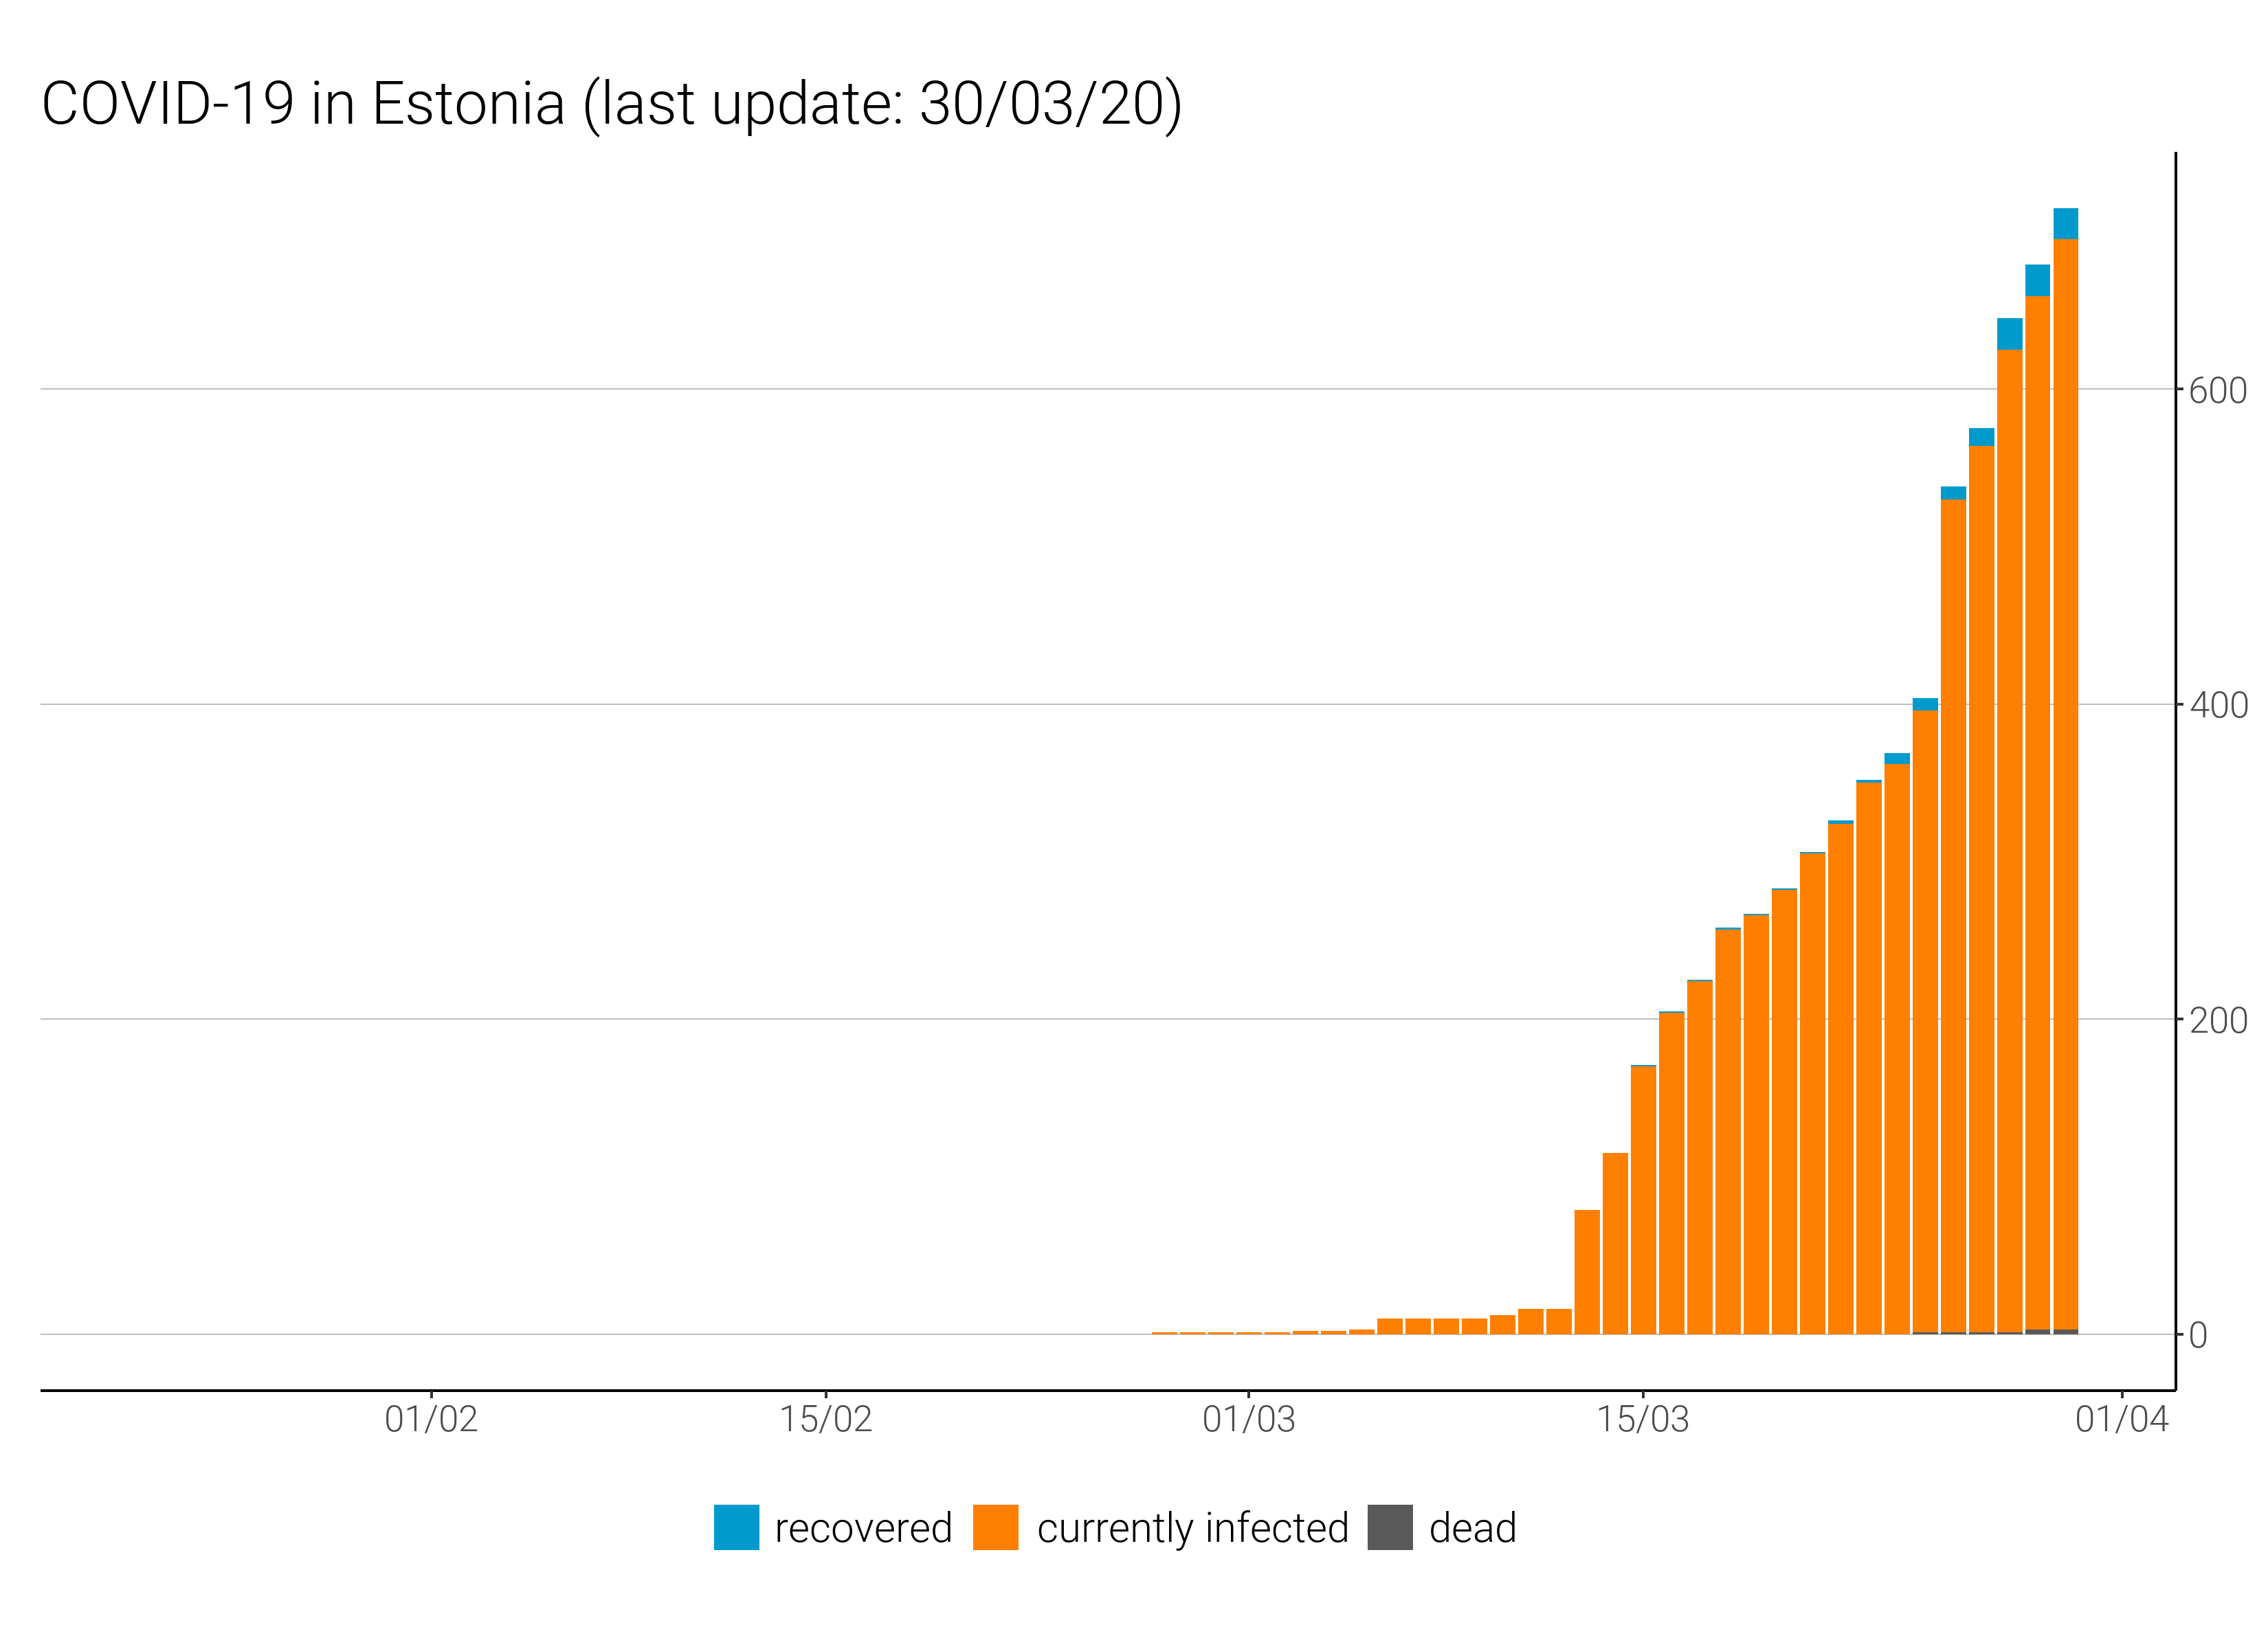 COVID-19 in Estonia (last update: 30/03/20)
600
400
200
0
01/02 15/02 01/03 15/03 01/04
recovered currently infected dead